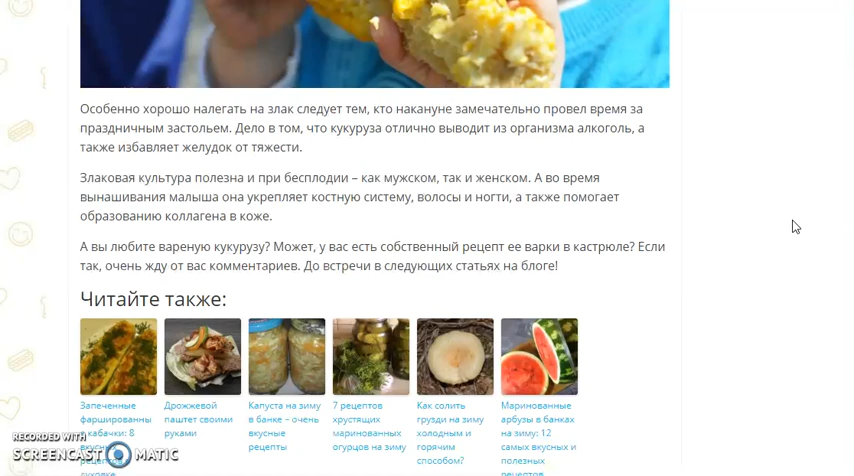 Особенно хорошо налегать на злак следует тем, кто накануне замечательно провел время за
праздничным застольем. Дело в том, что кукуруза отлично выводит из организма алкоголь, а
также избавляет желудок от тяжести.
Злаковая культура полезна и при бесплодии – как мужском, так и женском. А во время
вынашивания малыша она укрепляет костную систему, волосы и ногти, а также помогает
образованию коллагена в коже.
А вы любите вареную кукурузу? Может, у вас есть собственный рецепт ее варки в кастрюле? Если
так, очень жду от вас комментариев. До встречи в следующих статьях на блоге!
Читайте также:
Запеченные
фаршированны
кабачки: 8
вкусн
рецептов в
духовке
Дрожжевой
паштет своими
руками
Капуста на зиму
в банке – очень
вкусные
рецепты
7 рецептов
хрустящих
маринованных
огурцов на зиму
Как солить
грузди на зиму
холодным и
горячим
способом?
Маринованные
арбузы в банках
на зиму: 12
самых вкусных и
полезных
рецептов
RECORDED WITH
SCREENCAST MATIC